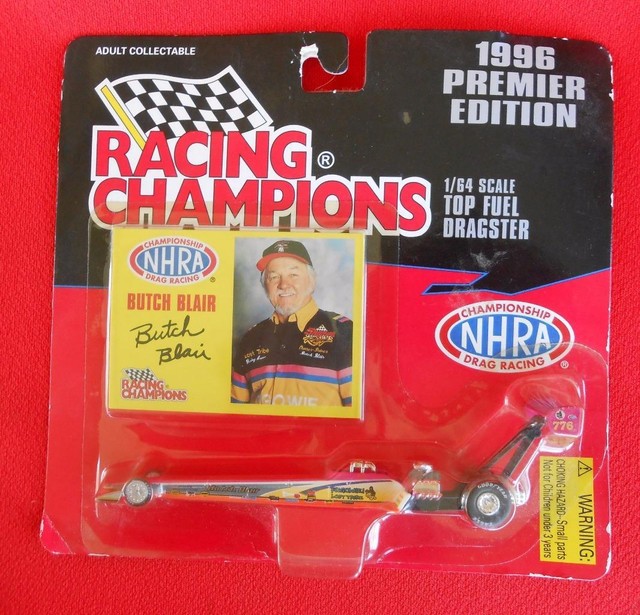 ADULT COLLECTABLE
1996
PREMIER
EDITION
RACING ®
CHAMPIONS
1/64 SCALE
TOP FUEL
DRAGSTER
CHAMPIONSHIP
NHRA
DRAG RACING ®
BUTCH BLAIR
Butch
Blair
RACING
CHAMPIONS
CHAMPIONSHIP
NHRA
DRAG RACING ®
776
WARNING:
CHOKING HAZARD-Small parts
Not for Children under 3 years